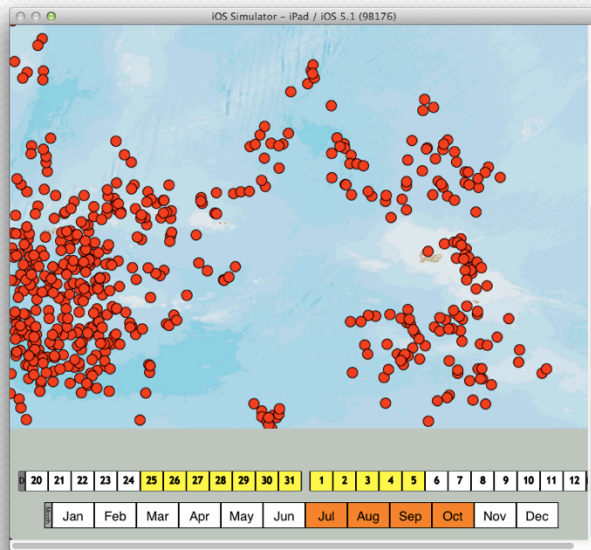 iOS Simulator - iPad / iOS 5.1 (9B176)
D 20 21 22 23 24 25 26 27 28 29 30 31 1 2 3 4 5 6 7 8 9 10 11 12
Month Jan Feb Mar Apr May Jun Jul Aug Sep Oct Nov Dec